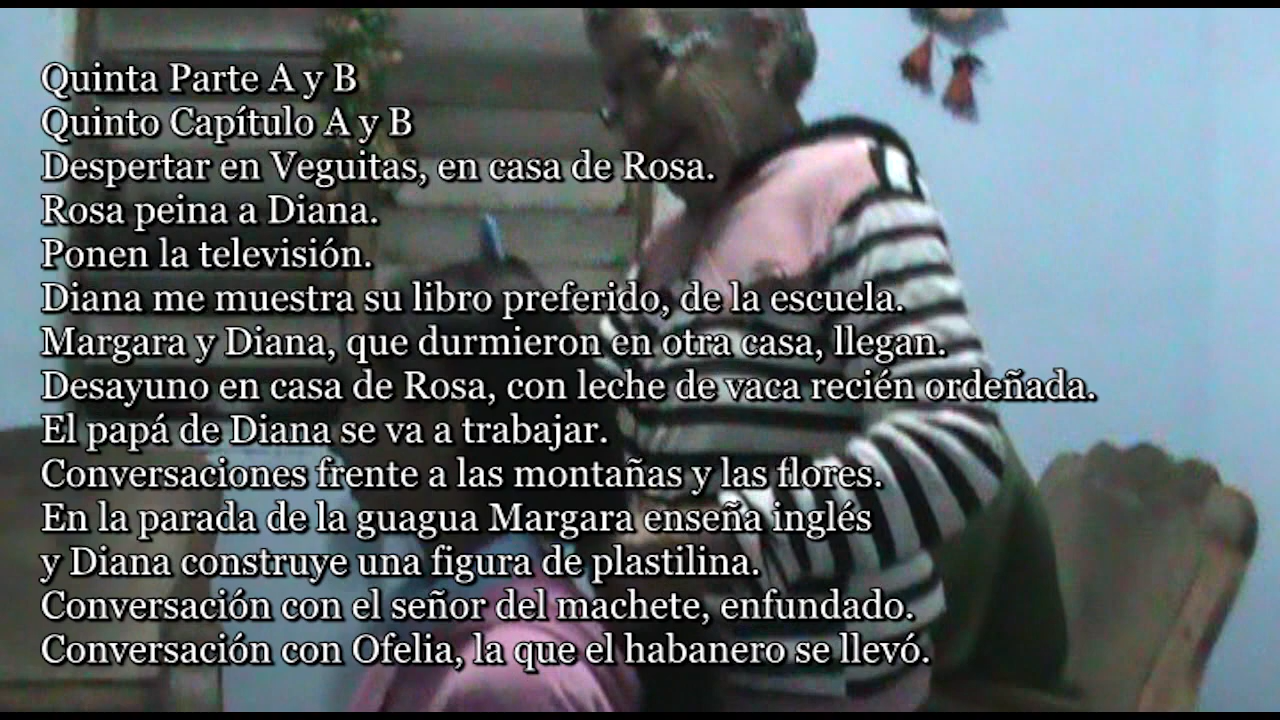 Quinta Parte A y B
Quinto Capítulo A y B
Despertar en Veguitas, en casa de Rosa.
Rosa peina a Diana.
Ponen la televisión.
Diana me muestra su libro preferido, de la escuela.
Margara y Diana, que durmieron en otra casa, llegan.
Desayuno en casa de Rosa, con leche de vaca recién ordeñada.
El papá de Diana se va a trabajar.
Conversaciones frente a las montañas y las flores.
En la parada de la guagua Margara enseña inglés
y Diana construye una figura de plastilina.
Conversación con el señor del machete, enfundado.
Conversación con Ofelia, la que el habanero se llevó.